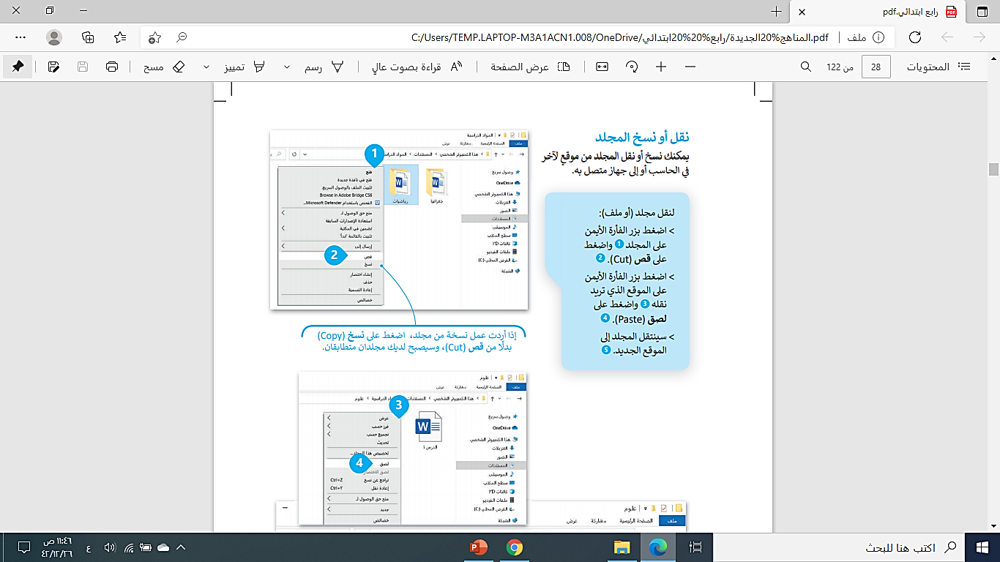 رابع ابتدائي.pdf
ملف
C:/Users/TEMP.LAPTOP-M3A1ACN1.008/OneDrive/المناهج%20الجديدة/رابع%20%20ابتدائي.pdf
المحتويات
28
من 122
عرض الصفحة
قراءة بصوت عالٍ
رسم
تمييز
مسح
نقل أو نسخ المجلد
يمكنك نسخ أو نقل المجلد من موقع لآخر
في الحاسب أو إلى جهاز متصل به.
لنقل مجلد (أو ملف):
> اضغط بزر الفأرة الأيمن
على المجلد 1 واضغط
على قص (Cut). 2
> اضغط بزر الفأرة الأيمن
على الموقع الذي تريد
نقله 3 واضغط على
لصق (Paste). 4
> سينتقل المجلد إلى
الموقع الجديد. 5
المواد الدراسية
ملف الصفحة الرئيسية مشاركة عرض
هذا الكمبيوتر الشخصي > المستندات >
1
وصول سريع
OneDrive
هذا الكمبيوتر الشخصي
التنزيلات
الصور
المستندات
الموسيقى
سطح المكتب
كائنات ٣D
ملفات الفيديو
القرص المحلي (C:)
الشبكة
جغرافيا
رياضيات
فتح
فتح في نافذة جديدة
تثبيت الملف بالوصول السريع
Browse in Adobe Bridge CS6
الفحص باستخدام Microsoft Defender...
منح حق الوصول لـ
استعادة الإصدارات السابقة
تضمين في المكتبة
تثبيت بالقائمة "ابدأ"
إرسال إلى
قص
2
نسخ
إنشاء اختصار
حذف
إعادة التسمية
خصائص
إذا أردت عمل نسخة من مجلد، اضغط على نسخ (Copy)
بدلًا من قص (Cut)، وسيصبح لديك مجلدان متطابقان.
علوم
ملف الصفحة الرئيسية مشاركة عرض
هذا الكمبيوتر الشخصي > المستندات > علوم
3
وصول سريع
OneDrive
هذا الكمبيوتر الشخصي
التنزيلات
الصور
المستندات
الموسيقى
سطح المكتب
كائنات ٣D
ملفات الفيديو
القرص المحلي (C:)
الشبكة
الدرس ١
عرض
فرز حسب
تجميع حسب
تحديث
تخصيص هذا المجلد...
لصق
4
لصق الاختصار
تراجع عن نسخ Ctrl+Z
إعادة نقل Ctrl+Y
منح حق الوصول لـ
جديد
خصائص
علوم
ملف الصفحة الرئيسية مشاركة عرض
اكتب هنا للبحث
ع
١١:٤٦ ص
٤٢/١٢/٢٦